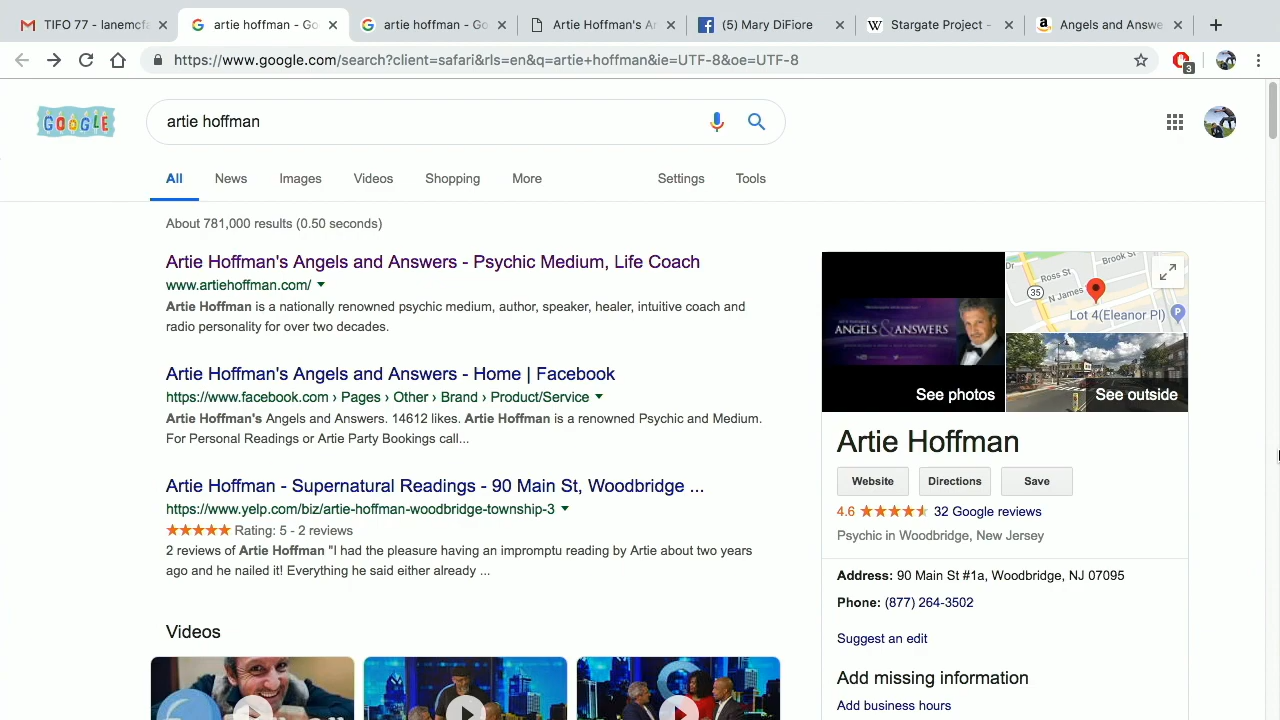 TIFO 77 - lanemcfa
artie hoffman - Go
artie hoffman - Go
Artie Hoffman's Ar
(5) Mary DiFiore
Stargate Project -
Angels and Answe
https://www.google.com/search?client=safari&rls=en&q=artie+hoffman&ie=UTF-8&oe=UTF-8
3
GOOGLE
artie hoffman
All News Images Videos Shopping More Settings Tools
About 781,000 results (0.50 seconds)
Artie Hoffman's Angels and Answers - Psychic Medium, Life Coach
www.artiehoffman.com/
Artie Hoffman is a nationally renowned psychic medium, author, speaker, healer, intuitive coach and
radio personality for over two decades.
Artie Hoffman's Angels and Answers - Home | Facebook
https://www.facebook.com › Pages › Other › Brand › Product/Service
Artie Hoffman's Angels and Answers. 14612 likes. Artie Hoffman is a renowned Psychic and Medium.
For Personal Readings or Artie Party Bookings call...
Artie Hoffman - Supernatural Readings - 90 Main St, Woodbridge ...
https://www.yelp.com/biz/artie-hoffman-woodbridge-township-3
Rating: 5 - 2 reviews
2 reviews of Artie Hoffman "I had the pleasure having an impromptu reading by Artie about two years
ago and he nailed it! Everything he said either already ...
Videos
ANGELS & ANSWERS
See photos
Dr
Ross St
Brook St
35
N James
Lot 4(Eleanor Pl)
P
See outside
Artie Hoffman
Website Directions Save
4.6 32 Google reviews
Psychic in Woodbridge, New Jersey
Address: 90 Main St #1a, Woodbridge, NJ 07095
Phone: (877) 264-3502
Suggest an edit
Add missing information
Add business hours